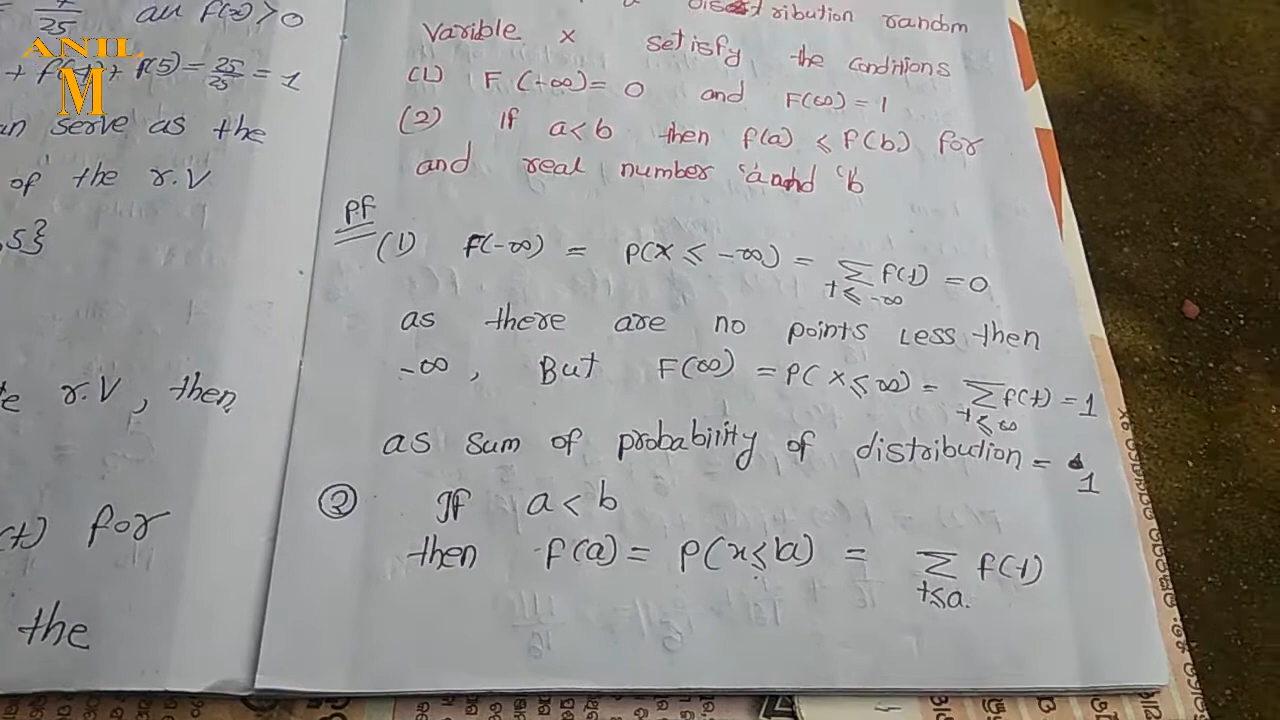 7/25 all f(x) > 0
ANIL
M
+ f(4) + f(5) = 25/25 = 1
an serve as the
of the r.V
,5}
te r.V, then,
(t) for
the
distribution random
Varible x setisfy the conditions
(1) F(+∞) = 0 and F(∞) = 1
(2) If a < b then f(a) ≤ f(b) for
and real number 'a and 'b
Pf
(1) F(-∞) = P(X ≤ -∞) = Σ t≤-∞ f(t) = 0
as there are no points Less then
-∞, But F(∞) = P(X ≤ ∞) = Σ t≤∞ f(t) = 1
as sum of probability of distribution = 1
② If a < b
then f(a) = P(x ≤ a) = Σ t≤a. f(t)